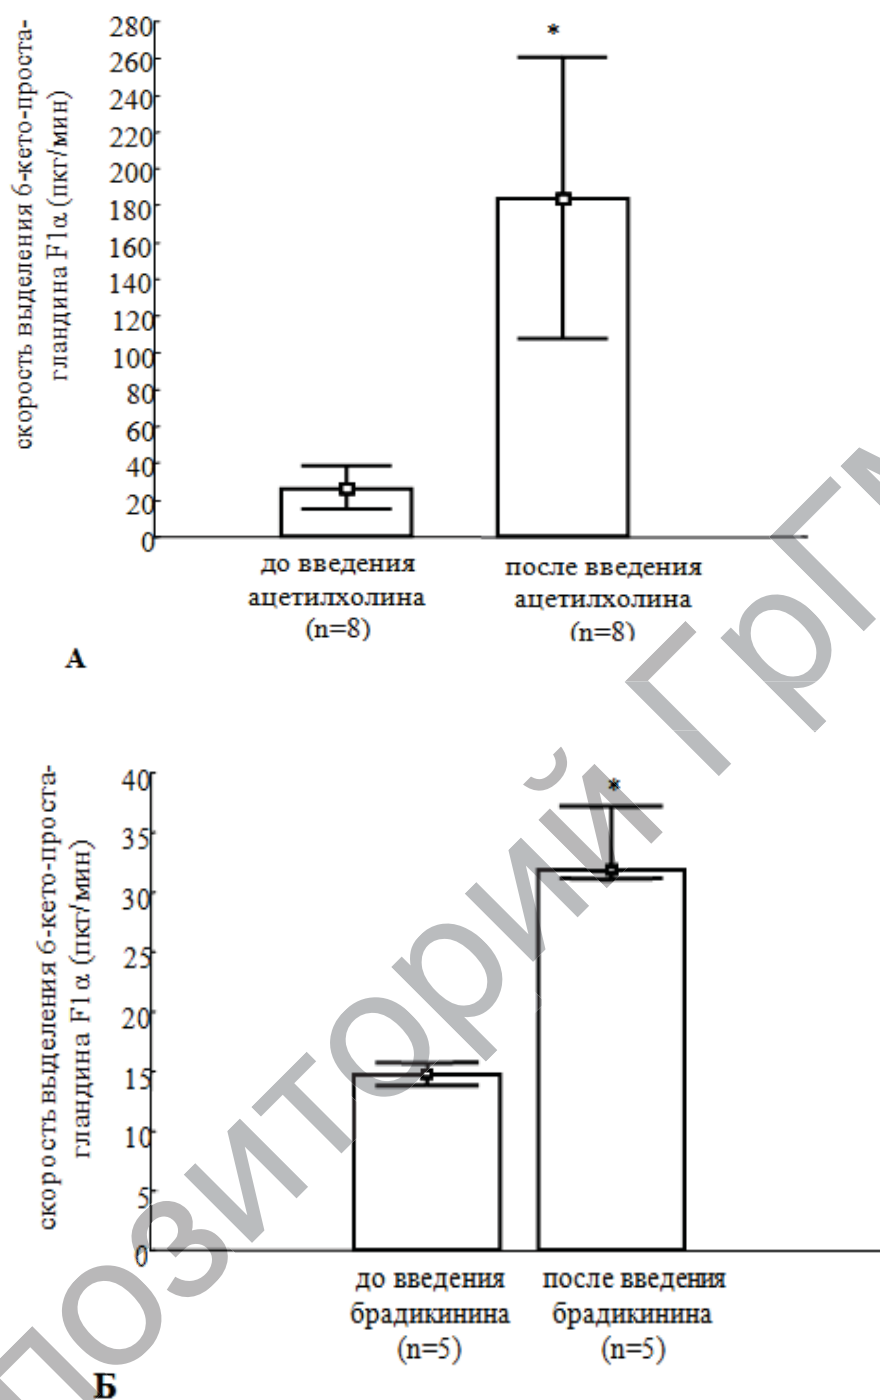 скорость выделения 6-кето-проста-
гландина F1α (пкг/мин)
280
260
240
220
200
180
160
140
120
100
80
60
40
20
0
*
до введения
ацетилхолина
(n=8)
после введения
ацетилхолина
(n=8)
А
скорость выделения 6-кето-проста-
гландина F1α (пкг/мин)
40
35
30
25
20
15
10
5
0
*
до введения
брадикинина
(n=5)
после введения
брадикинина
(n=5)
Б
позиторий ГрГМ